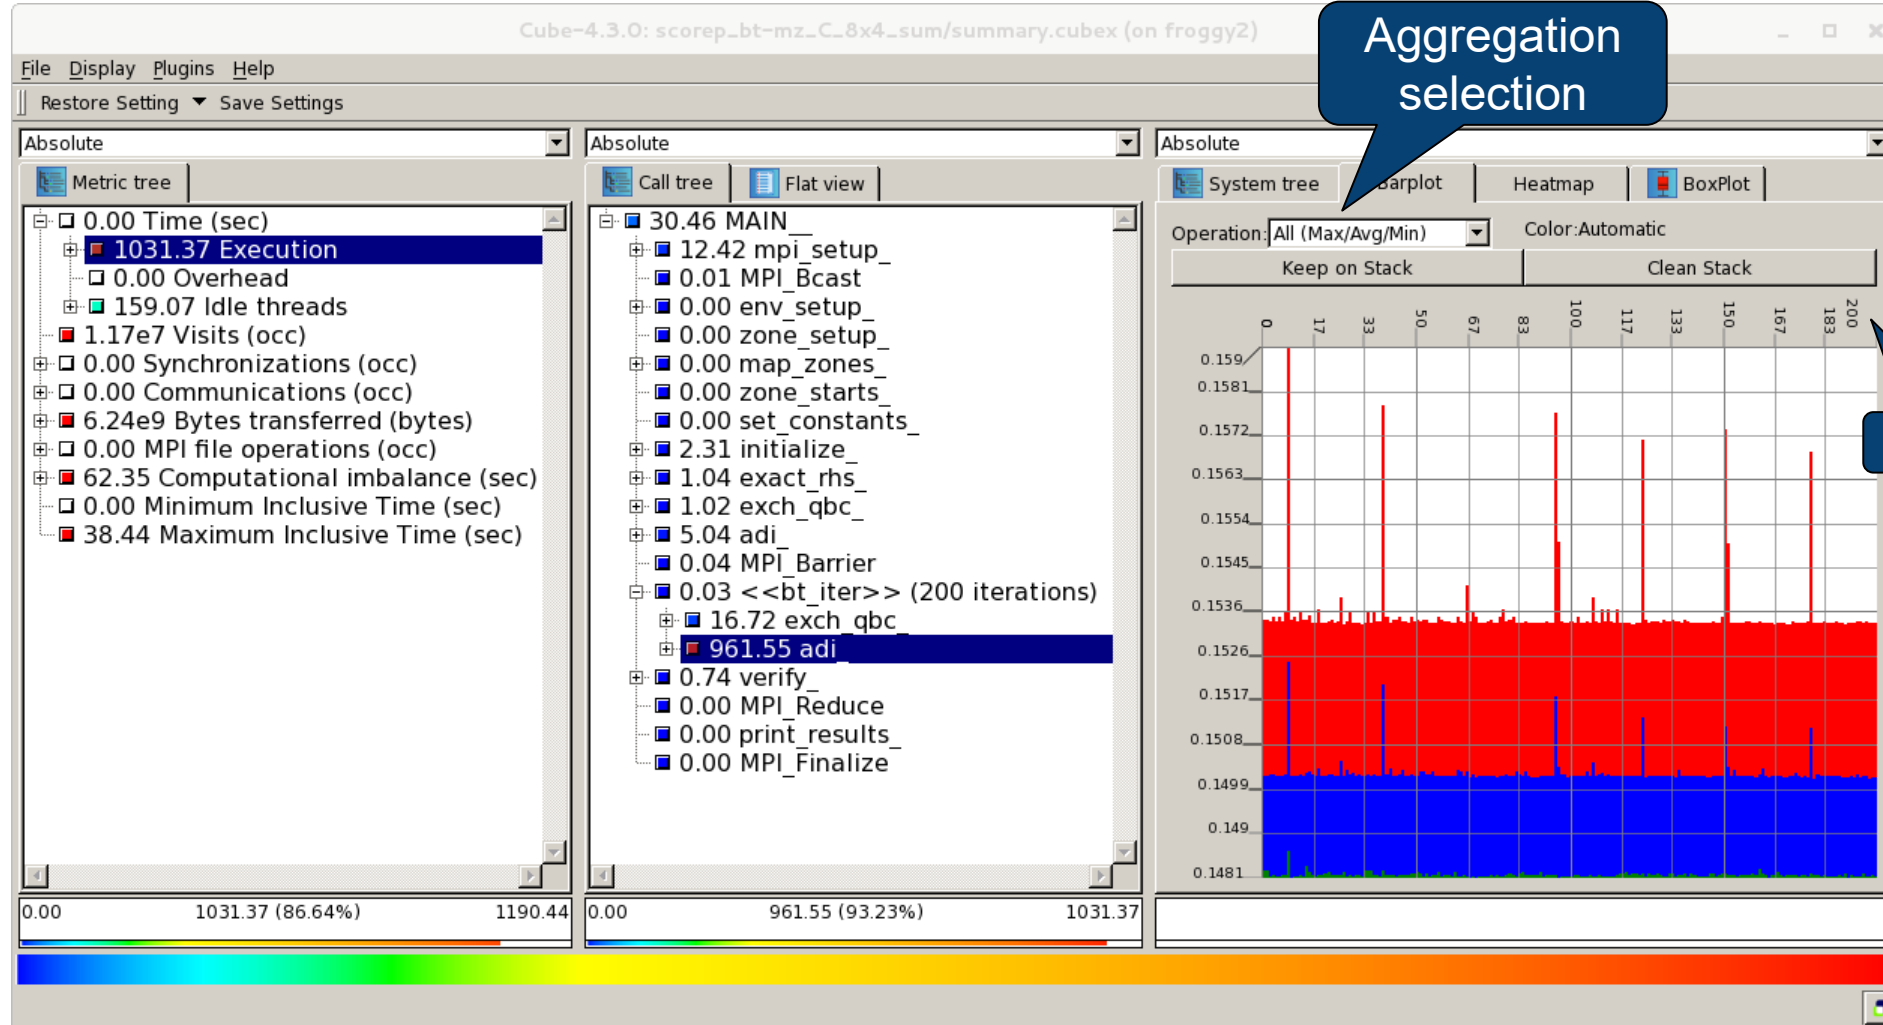 Cube-4.3.0: scorep_bt-mz_C_8x4_sum/summary.cubex (on froggy2)
Aggregation
selection
File Display Plugins Help
Restore Setting Save Settings
Absolute
Metric tree
0.00 Time (sec)
1031.37 Execution
0.00 Overhead
159.07 Idle threads
1.17e7 Visits (occ)
0.00 Synchronizations (occ)
0.00 Communications (occ)
6.24e9 Bytes transferred (bytes)
0.00 MPI file operations (occ)
62.35 Computational imbalance (sec)
0.00 Minimum Inclusive Time (sec)
38.44 Maximum Inclusive Time (sec)
0.00 1031.37 (86.64%) 1190.44
Absolute
Call tree Flat view
30.46 MAIN__
12.42 mpi_setup_
0.01 MPI_Bcast
0.00 env_setup_
0.00 zone_setup_
0.00 map_zones_
0.00 zone_starts_
0.00 set_constants_
2.31 initialize_
1.04 exact_rhs_
1.02 exch_qbc_
5.04 adi_
0.04 MPI_Barrier
0.03 <<bt_iter>> (200 iterations)
16.72 exch_qbc_
961.55 adi_
0.74 verify_
0.00 MPI_Reduce
0.00 print_results_
0.00 MPI_Finalize
0.00 961.55 (93.23%) 1031.37
Absolute
System tree Barplot Heatmap BoxPlot
Operation: All (Max/Avg/Min) Color:Automatic
Keep on Stack Clean Stack
0 17 33 50 67 83 100 117 133 150 167 183 200
0.159
0.1581
0.1572
0.1563
0.1554
0.1545
0.1536
0.1526
0.1517
0.1508
0.1499
0.149
0.1481